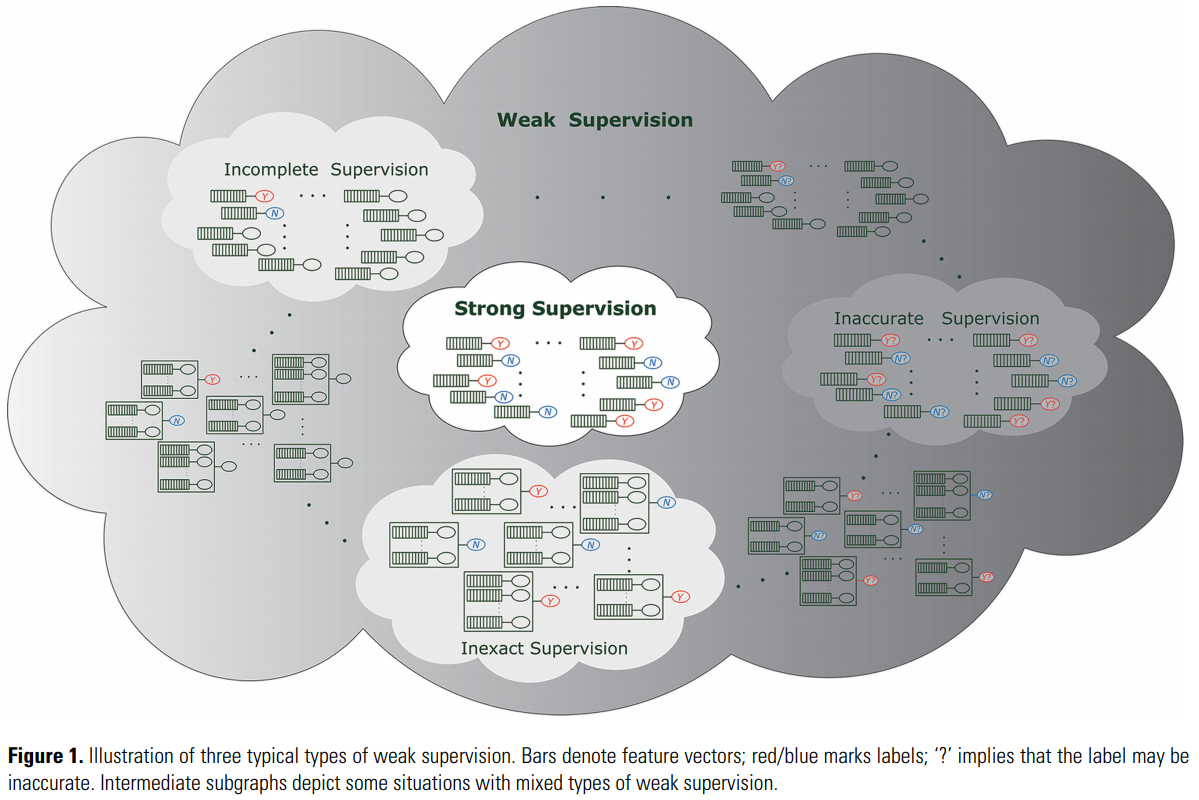 Weak Supervision
Incomplete Supervision
Y
N
Y?
N?
Strong Supervision
Y Y
N N
Y N
N Y
N Y
Inaccurate Supervision
Y? Y?
N? N?
Y? N?
N? Y?
N? Y?
Y
N
Y N
N N
Y Y
Inexact Supervision
Y? N?
N? N?
Y? Y?
Figure 1. Illustration of three typical types of weak supervision. Bars denote feature vectors; red/blue marks labels; ‘?’ implies that the label may be
inaccurate. Intermediate subgraphs depict some situations with mixed types of weak supervision.